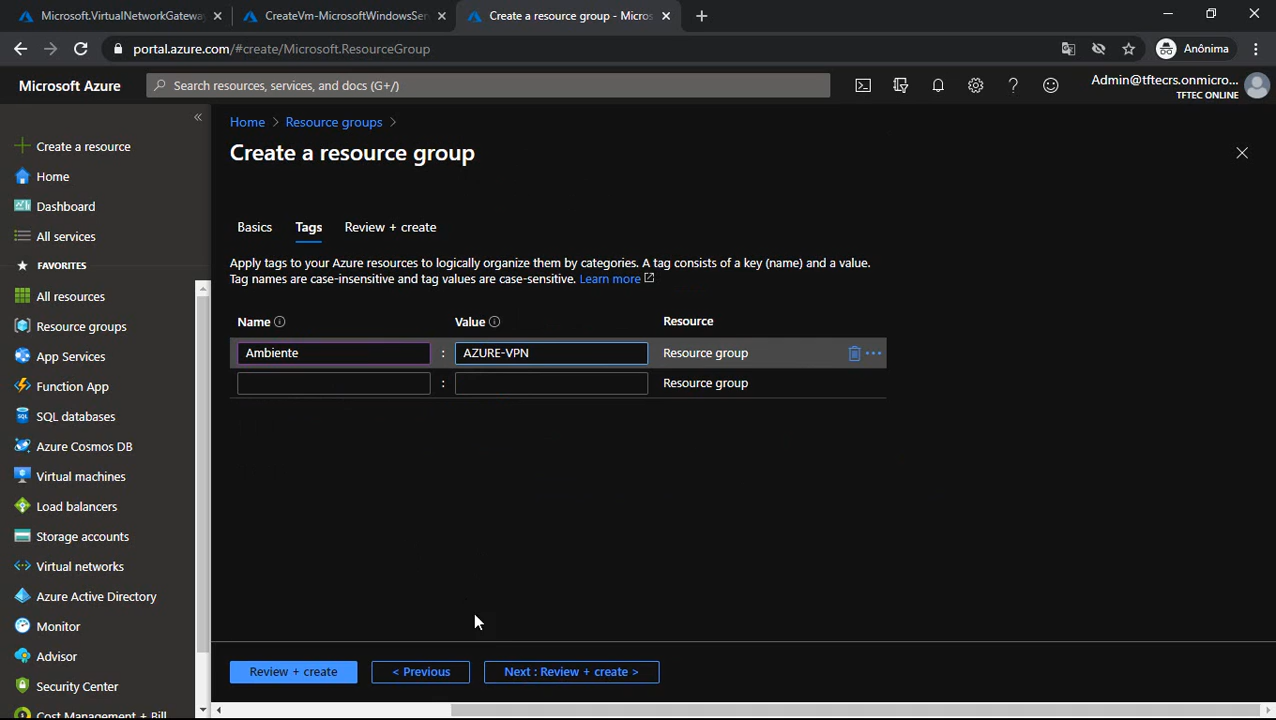 Microsoft.VirtualNetworkGateway
CreateVm-MicrosoftWindowsServ
Create a resource group - Micros
portal.azure.com/#create/Microsoft.ResourceGroup
Anônima
Microsoft Azure
Search resources, services, and docs (G+/)
Admin@tftecrs.onmicro...
TFTEC ONLINE
Create a resource
Home
Dashboard
All services
FAVORITES
All resources
Resource groups
App Services
Function App
SQL databases
Azure Cosmos DB
Virtual machines
Load balancers
Storage accounts
Virtual networks
Azure Active Directory
Monitor
Advisor
Security Center
Cost Management + Bill
Home > Resource groups >
Create a resource group
Basics Tags Review + create
Apply tags to your Azure resources to logically organize them by categories. A tag consists of a key (name) and a value.
Tag names are case-insensitive and tag values are case-sensitive. Learn more
Name Value Resource
Ambiente : AZURE-VPN Resource group
: Resource group
Review + create < Previous Next : Review + create >